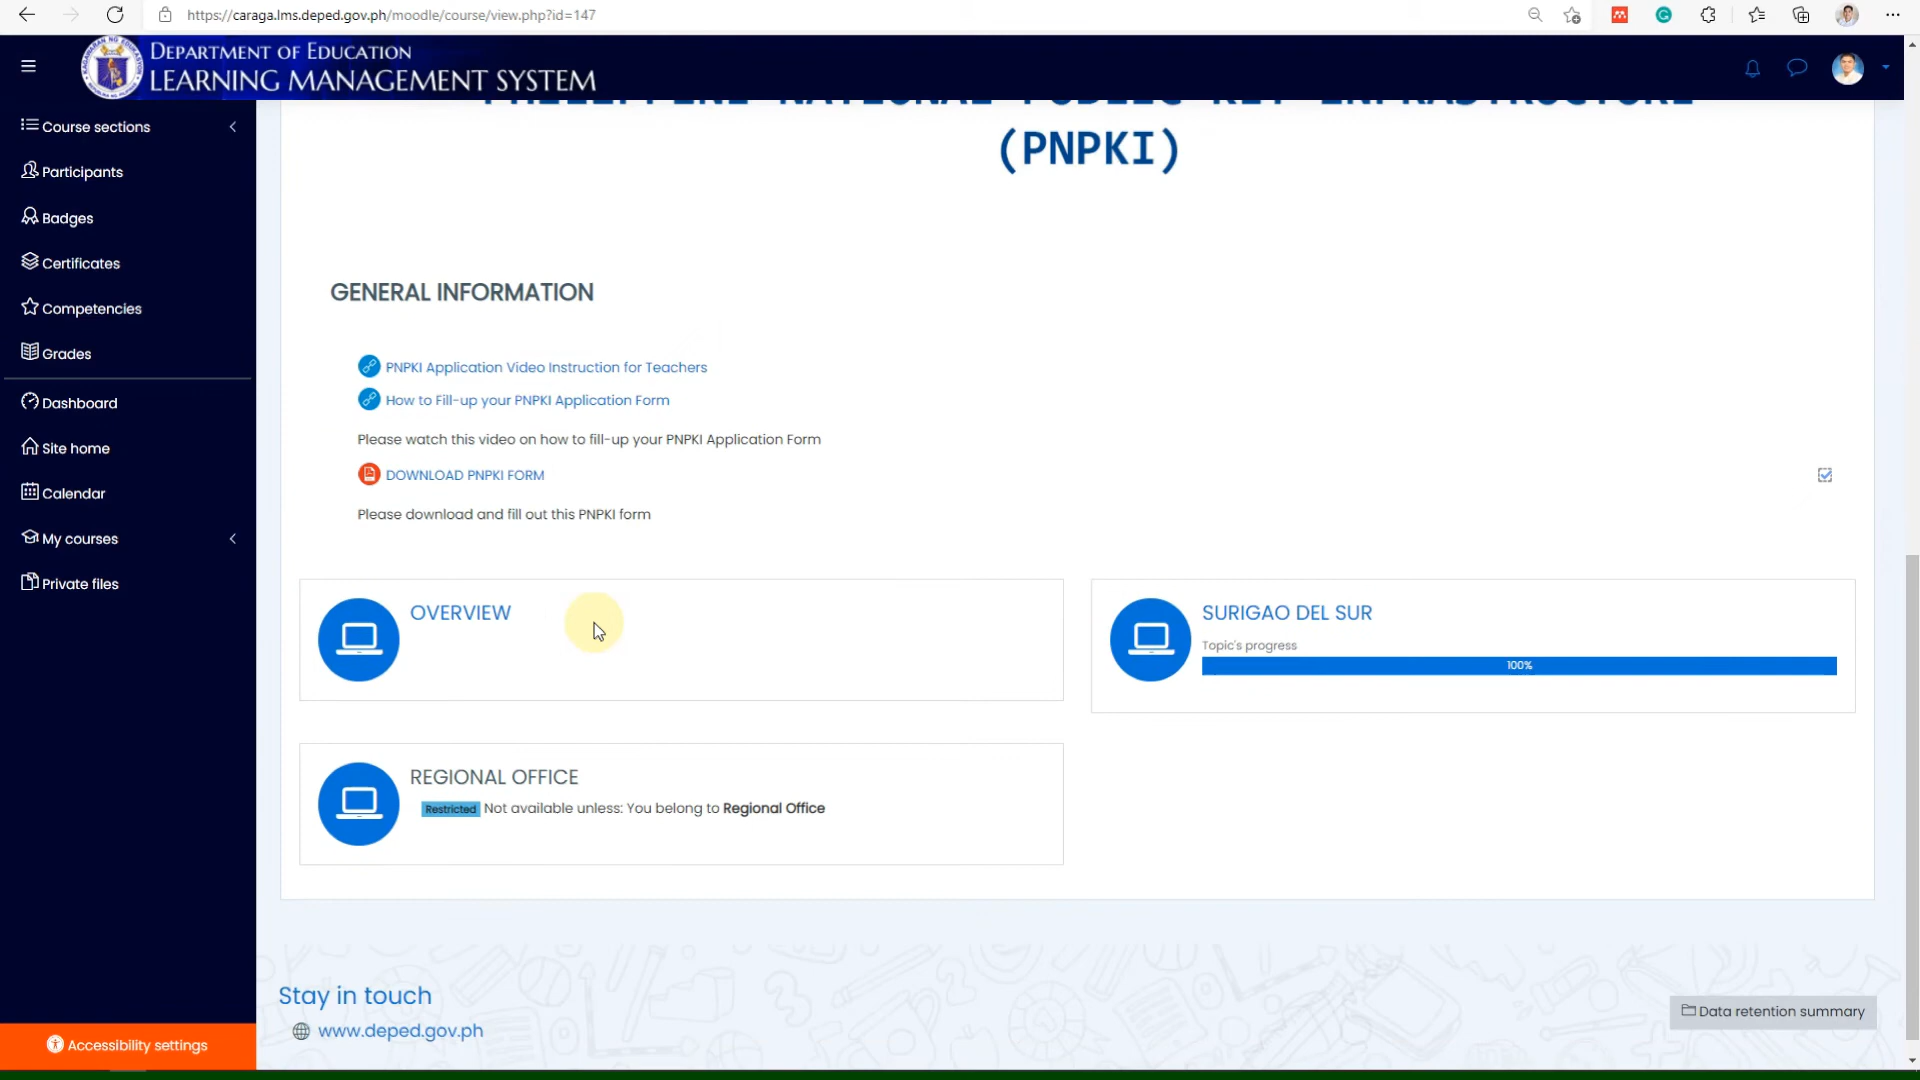 https://caraga.lms.deped.gov.ph/moodle/course/view.php?id=147
DEPARTMENT OF EDUCATION
LEARNING MANAGEMENT SYSTEM
PHILIPPINE NATIONAL PUBLIC KEY INFRASTRUCTURE
(PNPKI)
Course sections
Participants
Badges
Certificates
Competencies
Grades
Dashboard
Site home
Calendar
My courses
Private files
Accessibility settings
GENERAL INFORMATION
PNPKI Application Video Instruction for Teachers
How to Fill-up your PNPKI Application Form
Please watch this video on how to fill-up your PNPKI Application Form
DOWNLOAD PNPKI FORM
Please download and fill out this PNPKI form
OVERVIEW
SURIGAO DEL SUR
Topic's progress
100%
REGIONAL OFFICE
Restricted Not available unless: You belong to Regional Office
Stay in touch
www.deped.gov.ph
Data retention summary